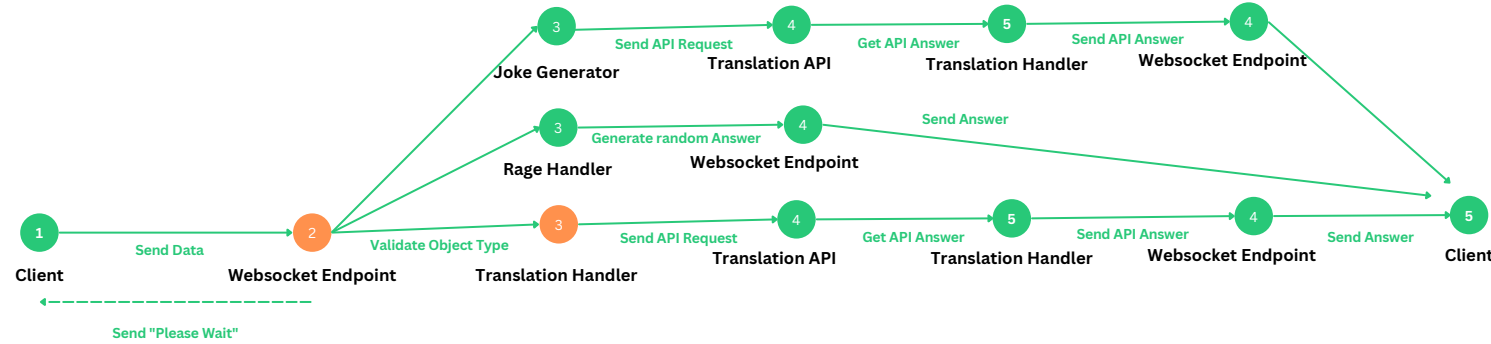 3
4
5
4
Send API Request
Get API Answer
Send API Answer
Joke Generator
Translation API
Translation Handler
Websocket Endpoint
3
4
Generate random Answer
Send Answer
Rage Handler
Websocket Endpoint
1
2
3
4
5
4
5
Send Data
Validate Object Type
Send API Request
Get API Answer
Send API Answer
Send Answer
Client
Websocket Endpoint
Translation Handler
Translation API
Translation Handler
Websocket Endpoint
Client
Send "Please Wait"